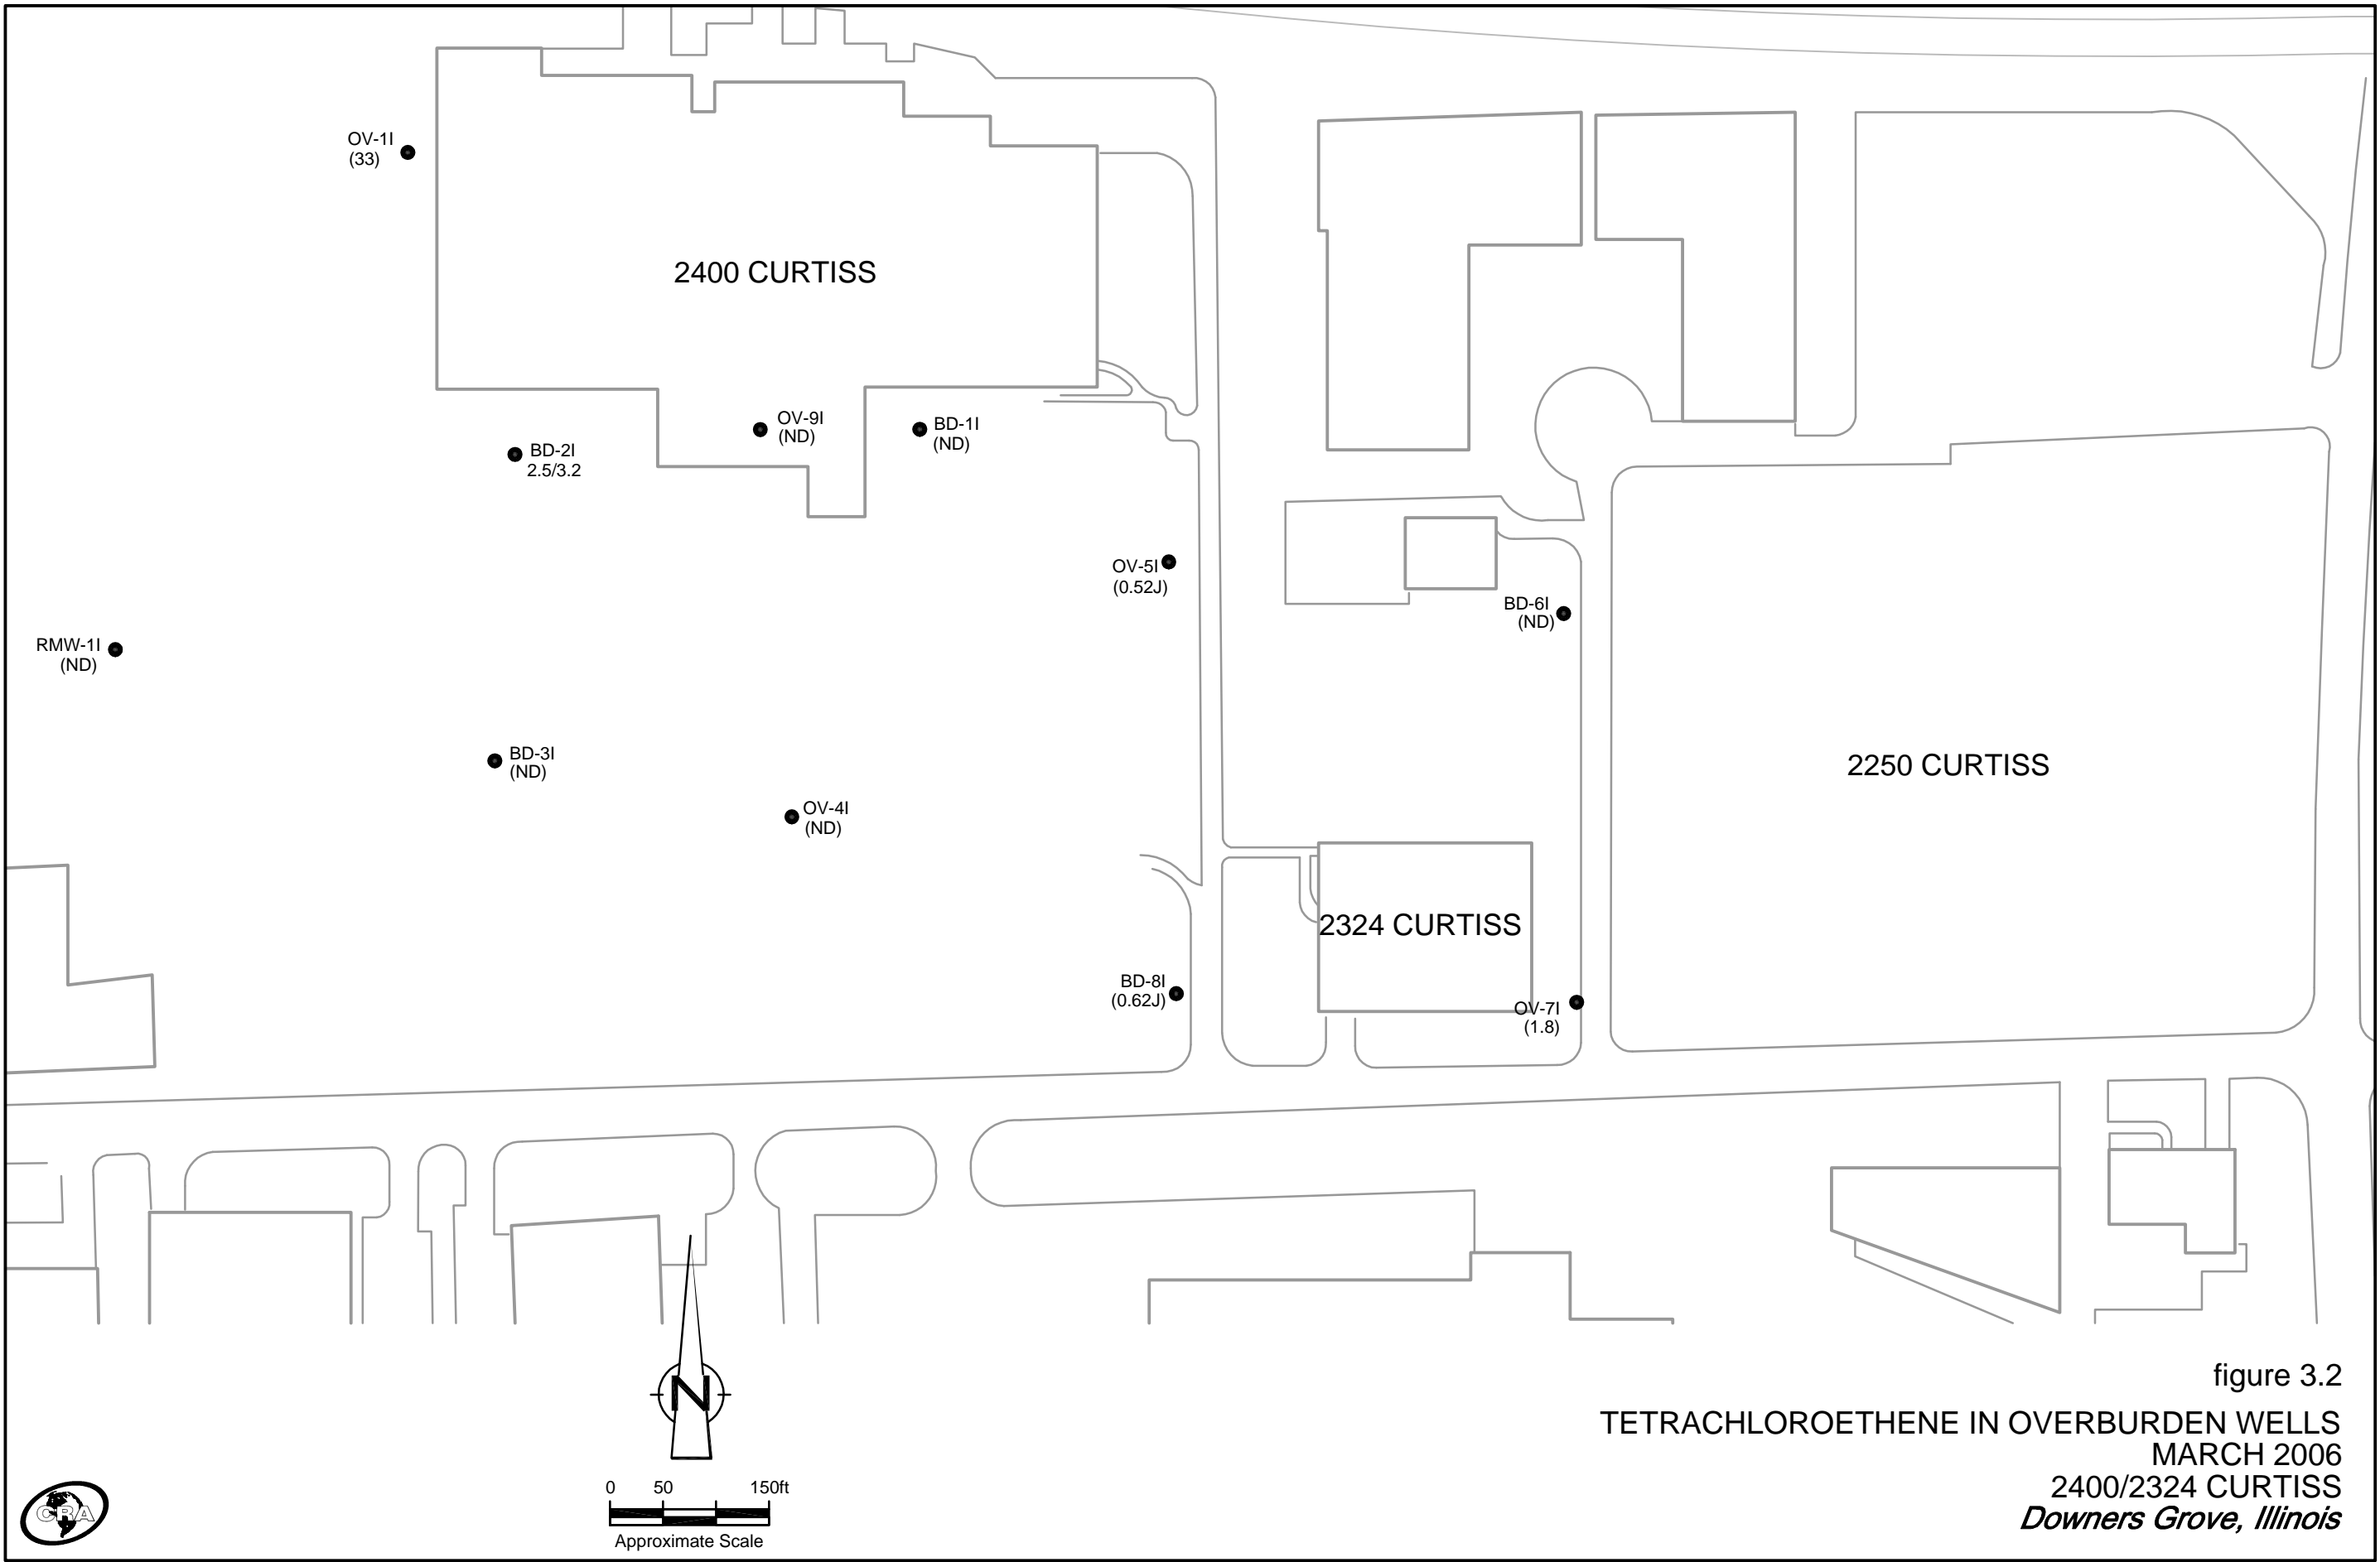 OV-1I
(33)
2400 CURTISS
OV-9I
(ND)
BD-1I
(ND)
BD-2I
2.5/3.2
OV-5I
(0.52J)
BD-6I
(ND)
RMW-1I
(ND)
BD-3I
(ND)
2250 CURTISS
OV-4I
(ND)
2324 CURTISS
BD-8I
(0.62J)
OV-7I
(1.8)
N
0 50 150ft
Approximate Scale
CRA
figure 3.2
TETRACHLOROETHENE IN OVERBURDEN WELLS
MARCH 2006
2400/2324 CURTISS
Downers Grove, Illinois